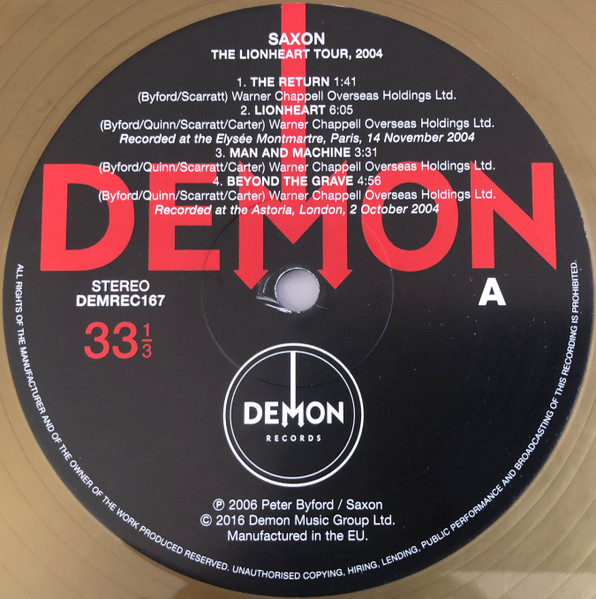 SAXON
THE LIONHEART TOUR, 2004
1. THE RETURN 1:41
(Byford/Scarratt) Warner Chappell Overseas Holdings Ltd.
2. LIONHEART 6:05
(Byford/Quinn/Scarratt/Carter) Warner Chappell Overseas Holdings Ltd.
Recorded at the Elysée Montmartre, Paris, 14 November 2004
3. MAN AND MACHINE 3:31
(Byford/Quinn/Scarratt/Carter) Warner Chappell Overseas Holdings Ltd.
4. BEYOND THE GRAVE 4:56
(Byford/Quinn/Scarratt/Carter) Warner Chappell Overseas Holdings Ltd.
Recorded at the Astoria, London, 2 October 2004
DEMON
STEREO
DEMREC167
A
33 1/3
DEMON
RECORDS
℗ 2006 Peter Byford / Saxon
© 2016 Demon Music Group Ltd.
Manufactured in the EU.
ALL RIGHTS OF THE MANUFACTURER AND OF THE OWNER OF THE WORK PRODUCED RESERVED. UNAUTHORISED COPYING, HIRING, LENDING, PUBLIC PERFORMANCE AND BROADCASTING OF THIS RECORDING IS PROHIBITED.